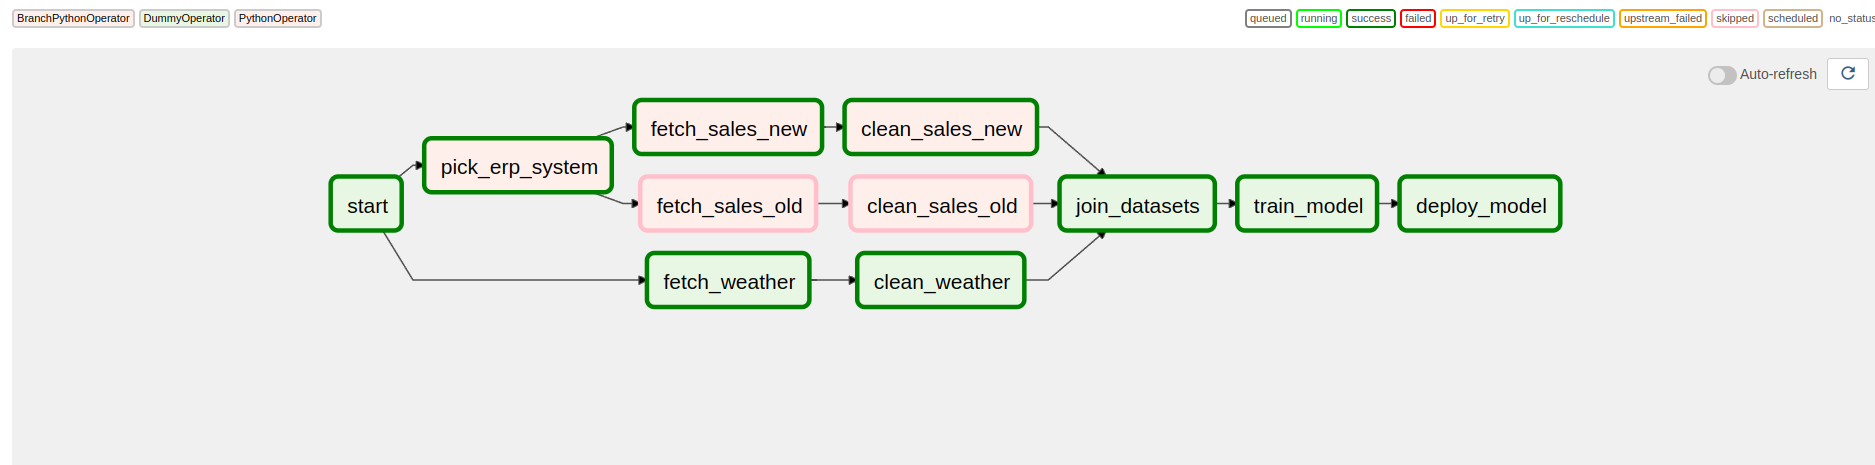 BranchPythonOperator DummyOperator PythonOperator queued running success failed up_for_retry up_for_reschedule upstream_failed skipped scheduled no_status
Auto-refresh
fetch_sales_new clean_sales_new
pick_erp_system
start fetch_sales_old clean_sales_old join_datasets train_model deploy_model
fetch_weather clean_weather